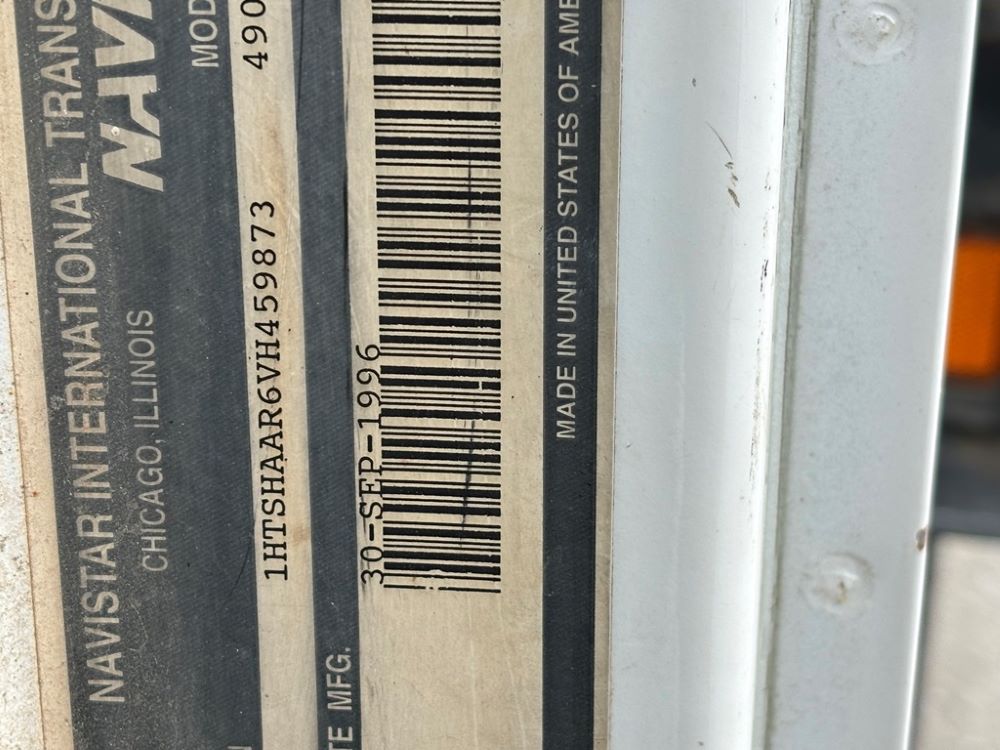 NAVISTAR INTERNATIONAL TRANS
NAVI
CHICAGO, ILLINOIS
MOD
490
1HTSHAAR6VH459873
TE MFG.
30-SEP-1996
MADE IN UNITED STATES OF AME